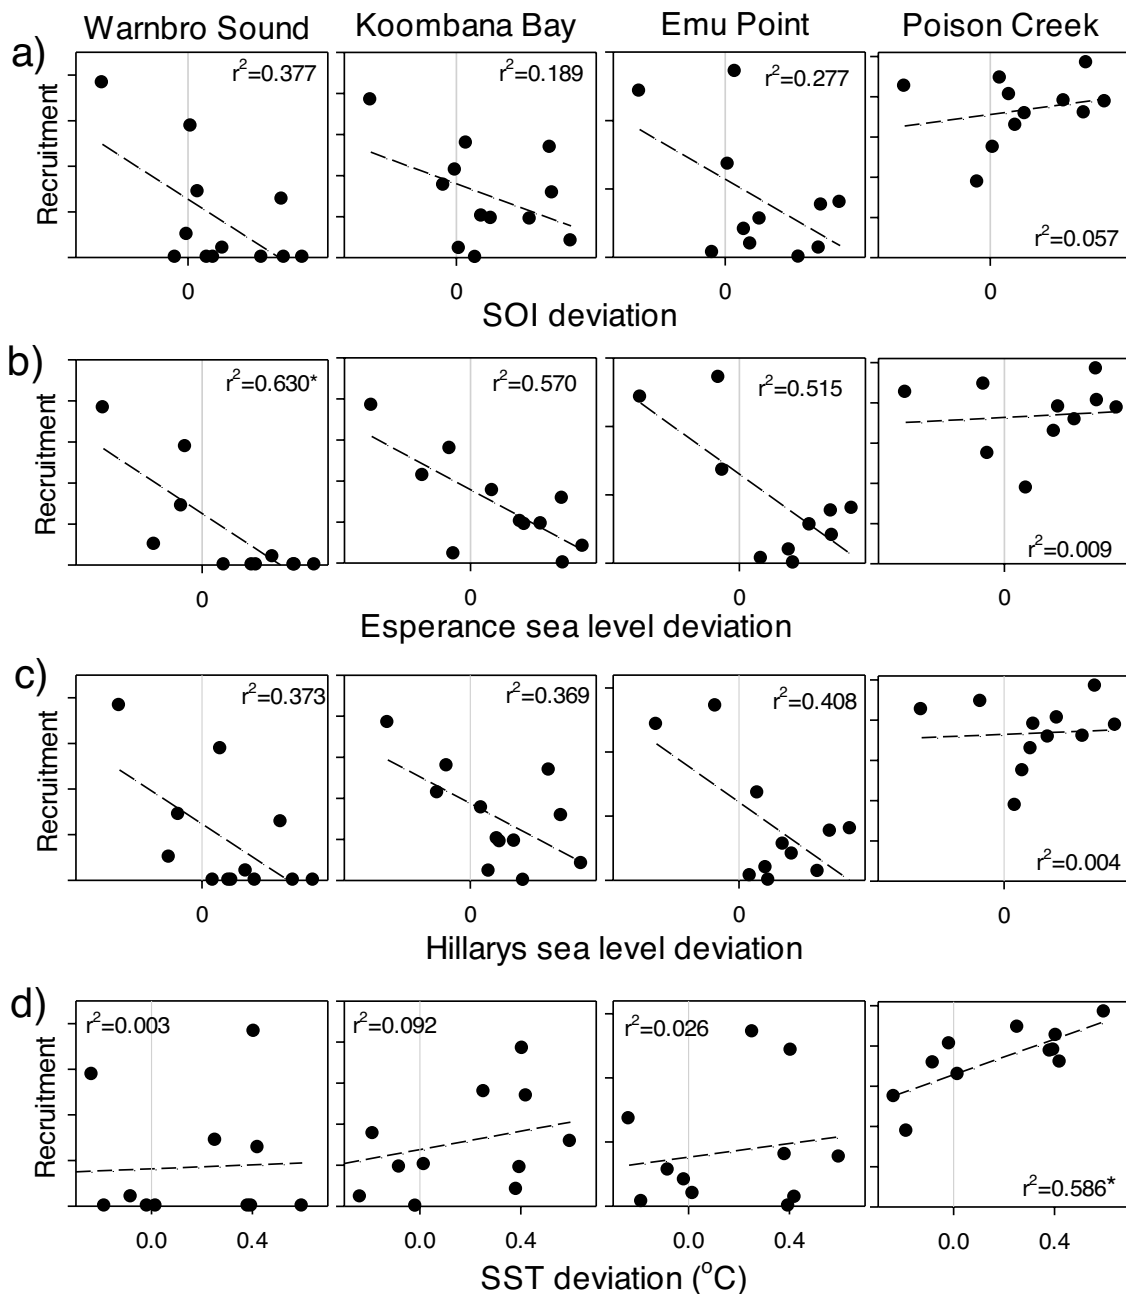 Warnbro Sound Koombana Bay Emu Point Poison Creek
a)
Recruitment
r²=0.377 r²=0.189 r²=0.277 r²=0.057
0 0 0 0
SOI deviation
b)
Recruitment
r²=0.630* r²=0.570 r²=0.515 r²=0.009
0 0 0 0
Esperance sea level deviation
c)
Recruitment
r²=0.373 r²=0.369 r²=0.408 r²=0.004
0 0 0 0
Hillarys sea level deviation
d)
Recruitment
r²=0.003 r²=0.092 r²=0.026 r²=0.586*
0.0 0.4 0.0 0.4 0.0 0.4 0.0 0.4
SST deviation (°C)